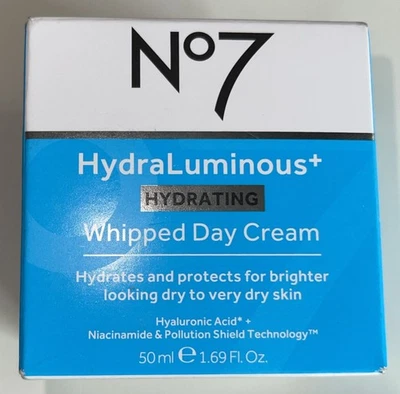 Nº7
HydraLuminous+
HYDRATING
Whipped Day Cream
Hydrates and protects for brighter
looking dry to very dry skin
Hyaluronic Acid* +
Niacinamide & Pollution Shield Technology™
50 ml ℮ 1.69 Fl. Oz.